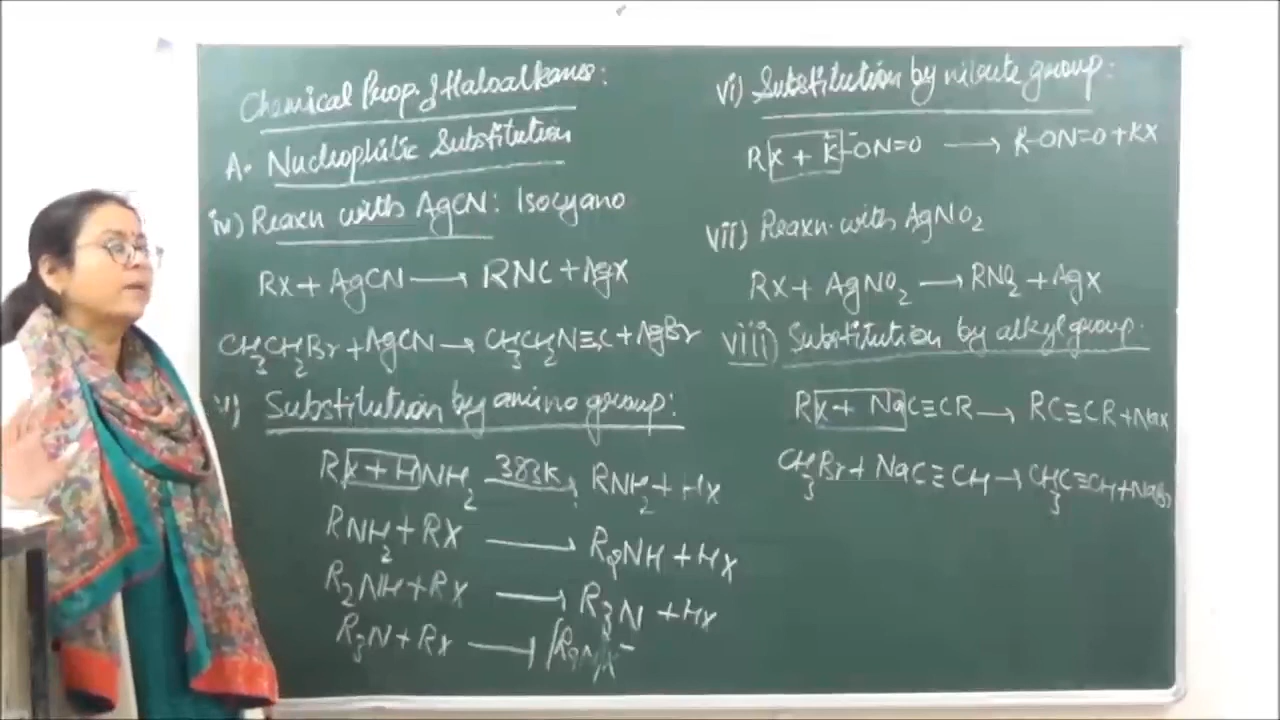 Chemical Prop. of Haloalkanes:
A. Nucleophilic Substitution
iv) Reaxn with AgCN: Isocyano
RX + AgCN → RNC + AgX
CH3CH2Br + AgCN → CH3CH2N≡C + AgBr
v) Substitution by amino group:
RX + HNH2 383K→ RNH2 + HX
RNH2 + RX → R2NH + HX
R2NH + RX → R3N + HX
R3N + RX →
vi) Substitution by nitrite group:
RX + K+ -ON=O → R-ON=O + KX
vii) Reaxn. with AgNO2
RX + AgNO2 → RNO2 + AgX
viii) Substitution by alkyl group.
RX + NaC≡CR → RC≡CR + NaX
CH3Br + NaC≡CH → CH3C≡CH + NaBr